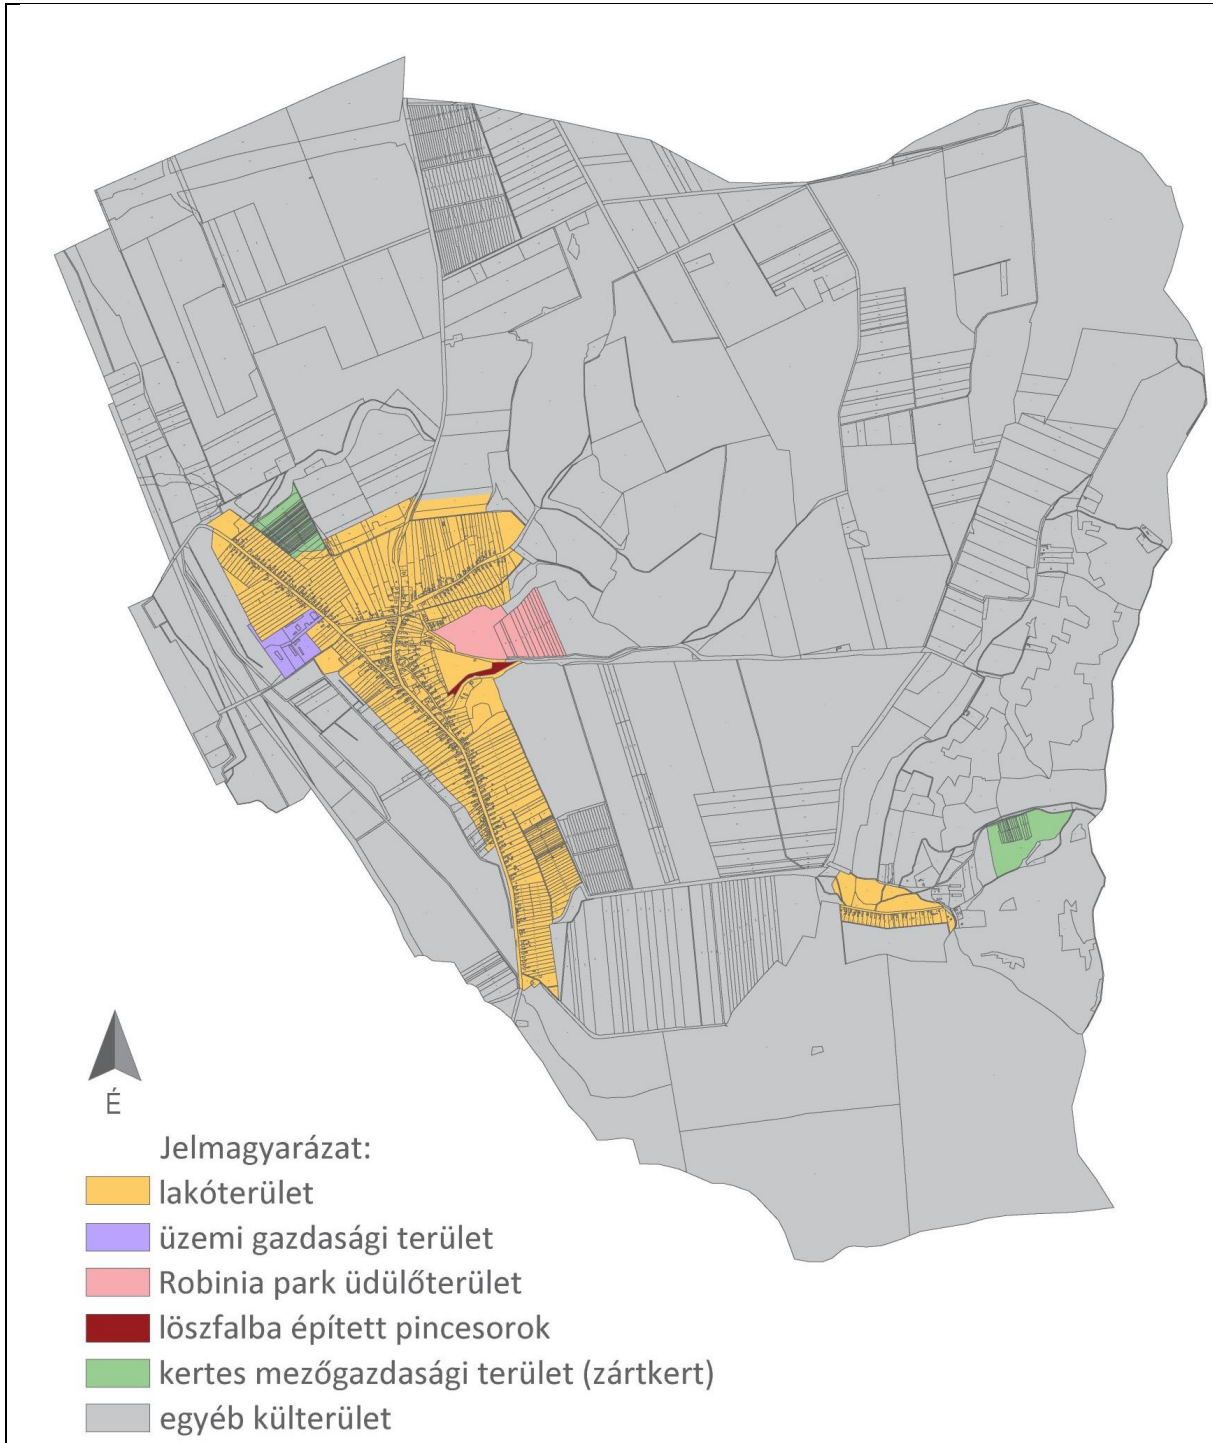 É
Jelmagyarázat:
lakóterület
üzemi gazdasági terület
Robinia park üdülőterület
löszfalba épített pincesorok
kertes mezőgazdasági terület (zártkert)
egyéb külterület